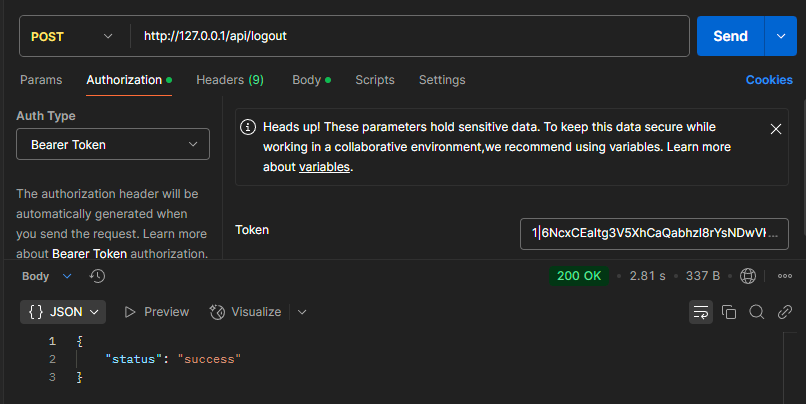 POST http://127.0.0.1/api/logout Send
Params Authorization Headers (9) Body Scripts Settings Cookies
Auth Type
Bearer Token
The authorization header will be
automatically generated when
you send the request. Learn more
about Bearer Token authorization.
Heads up! These parameters hold sensitive data. To keep this data secure while
working in a collaborative environment,we recommend using variables. Learn more
about variables.
Token
Body 200 OK • 2.81 s • 337 B
{} JSON Preview Visualize
1 {
2 "status": "success"
3 }